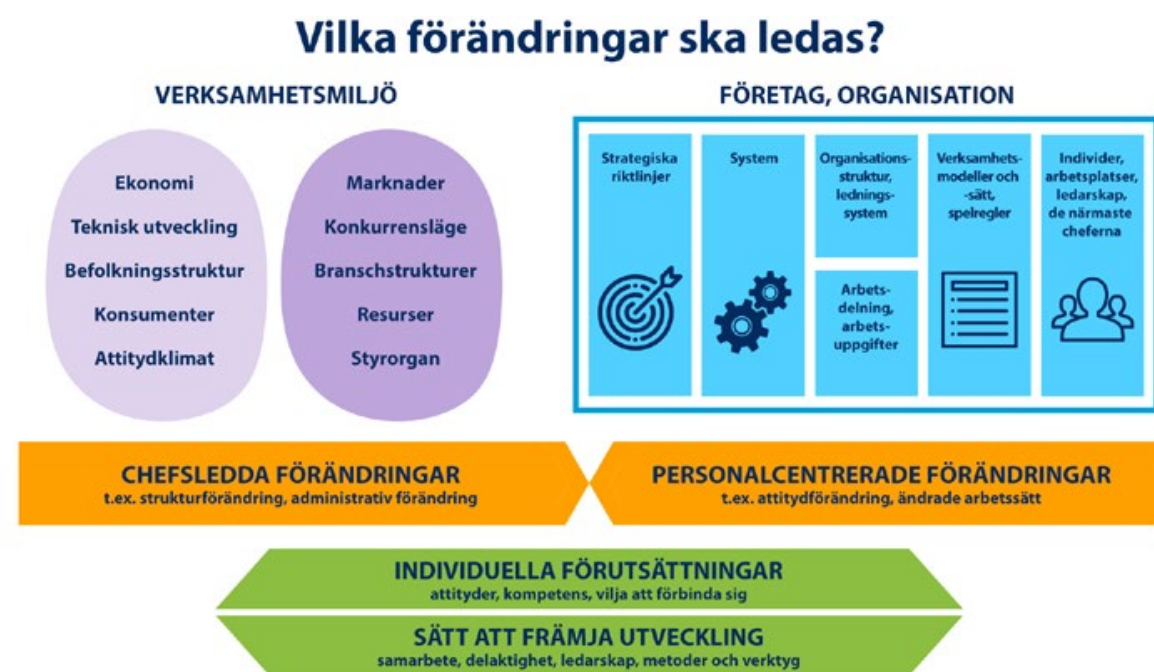 Vilka förändringar ska ledas?
VERKSAMHETSMILJÖ
Ekonomi
Teknisk utveckling
Befolkningsstruktur
Konsumenter
Attitydklimat
Marknader
Konkurrensläge
Branschstrukturer
Resurser
Styrorgan
FÖRETAG, ORGANISATION
Strategiska
riktlinjer
System
Organisations-
struktur,
lednings-
system
Arbets-
delning,
arbets-
uppgifter
Verksamhets-
modeller och
-sätt,
spelregler
Individer,
arbetsplatser,
ledarskap,
de närmaste
cheferna
CHEFSLEDDA FÖRÄNDRINGAR
t.ex. strukturförändring, administrativ förändring
PERSONALCENTRERADE FÖRÄNDRINGAR
t.ex. attitydförändring, ändrade arbetssätt
INDIVIDUELLA FÖRUTSÄTTNINGAR
attityder, kompetens, vilja att förbinda sig
SÄTT ATT FRÄMJA UTVECKLING
samarbete, delaktighet, ledarskap, metoder och verktyg